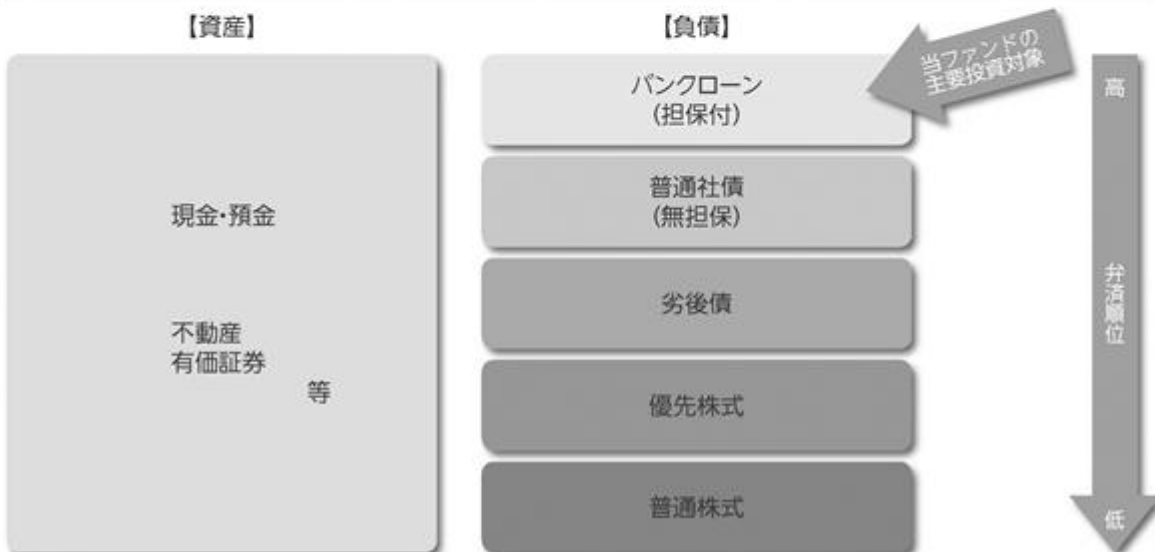 【資産】
現金・預金
不動産
有価証券
等
【負債】
バンクローン
(担保付)
普通社債
(無担保)
劣後債
優先株式
普通株式
当ファンドの
主要投資対象
高
弁済順位
低